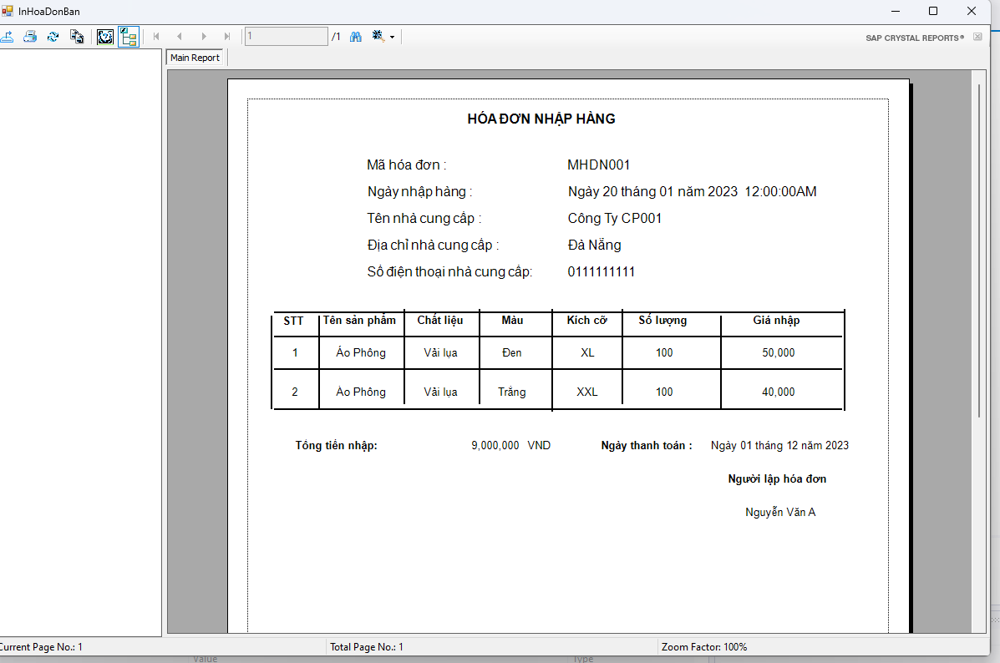 InHoaDonBan
1 /1
SAP CRYSTAL REPORTS®
Main Report
HÓA ĐƠN NHẬP HÀNG
Mã hóa đơn : MHDN001
Ngày nhập hàng : Ngày 20 tháng 01 năm 2023 12:00:00AM
Tên nhà cung cấp : Công Ty CP001
Địa chỉ nhà cung cấp : Đà Nẵng
Số điện thoại nhà cung cấp: 0111111111
STT Tên sản phẩm Chất liệu Màu Kích cỡ Số lượng Giá nhập
1 Áo Phông Vải lụa Đen XL 100 50,000
2 Áo Phông Vải lụa Trắng XXL 100 40,000
Tổng tiền nhập: 9,000,000 VND Ngày thanh toán : Ngày 01 tháng 12 năm 2023
Người lập hóa đơn
Nguyễn Văn A
Current Page No.: 1 Total Page No.: 1 Zoom Factor: 100%
Value Type